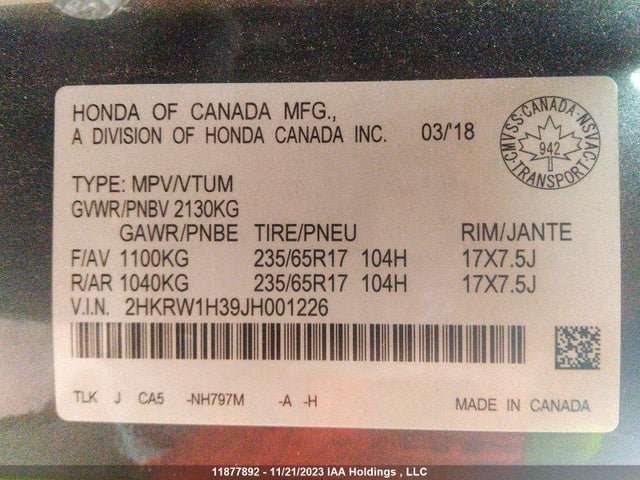 HONDA OF CANADA MFG.,
A DIVISION OF HONDA CANADA INC. 03/'18
CMVSS·CANADA·NSVAC·TRANSPORT
942
TYPE: MPV/VTUM
GVWR/PNBV 2130KG
GAWR/PNBE TIRE/PNEU RIM/JANTE
F/AV 1100KG 235/65R17 104H 17X7.5J
R/AR 1040KG 235/65R17 104H 17X7.5J
V.I.N. 2HKRW1H39JH001226
TLK J CA5 -NH797M -A -H
MADE IN CANADA
11877892 - 11/21/2023 IAA Holdings , LLC